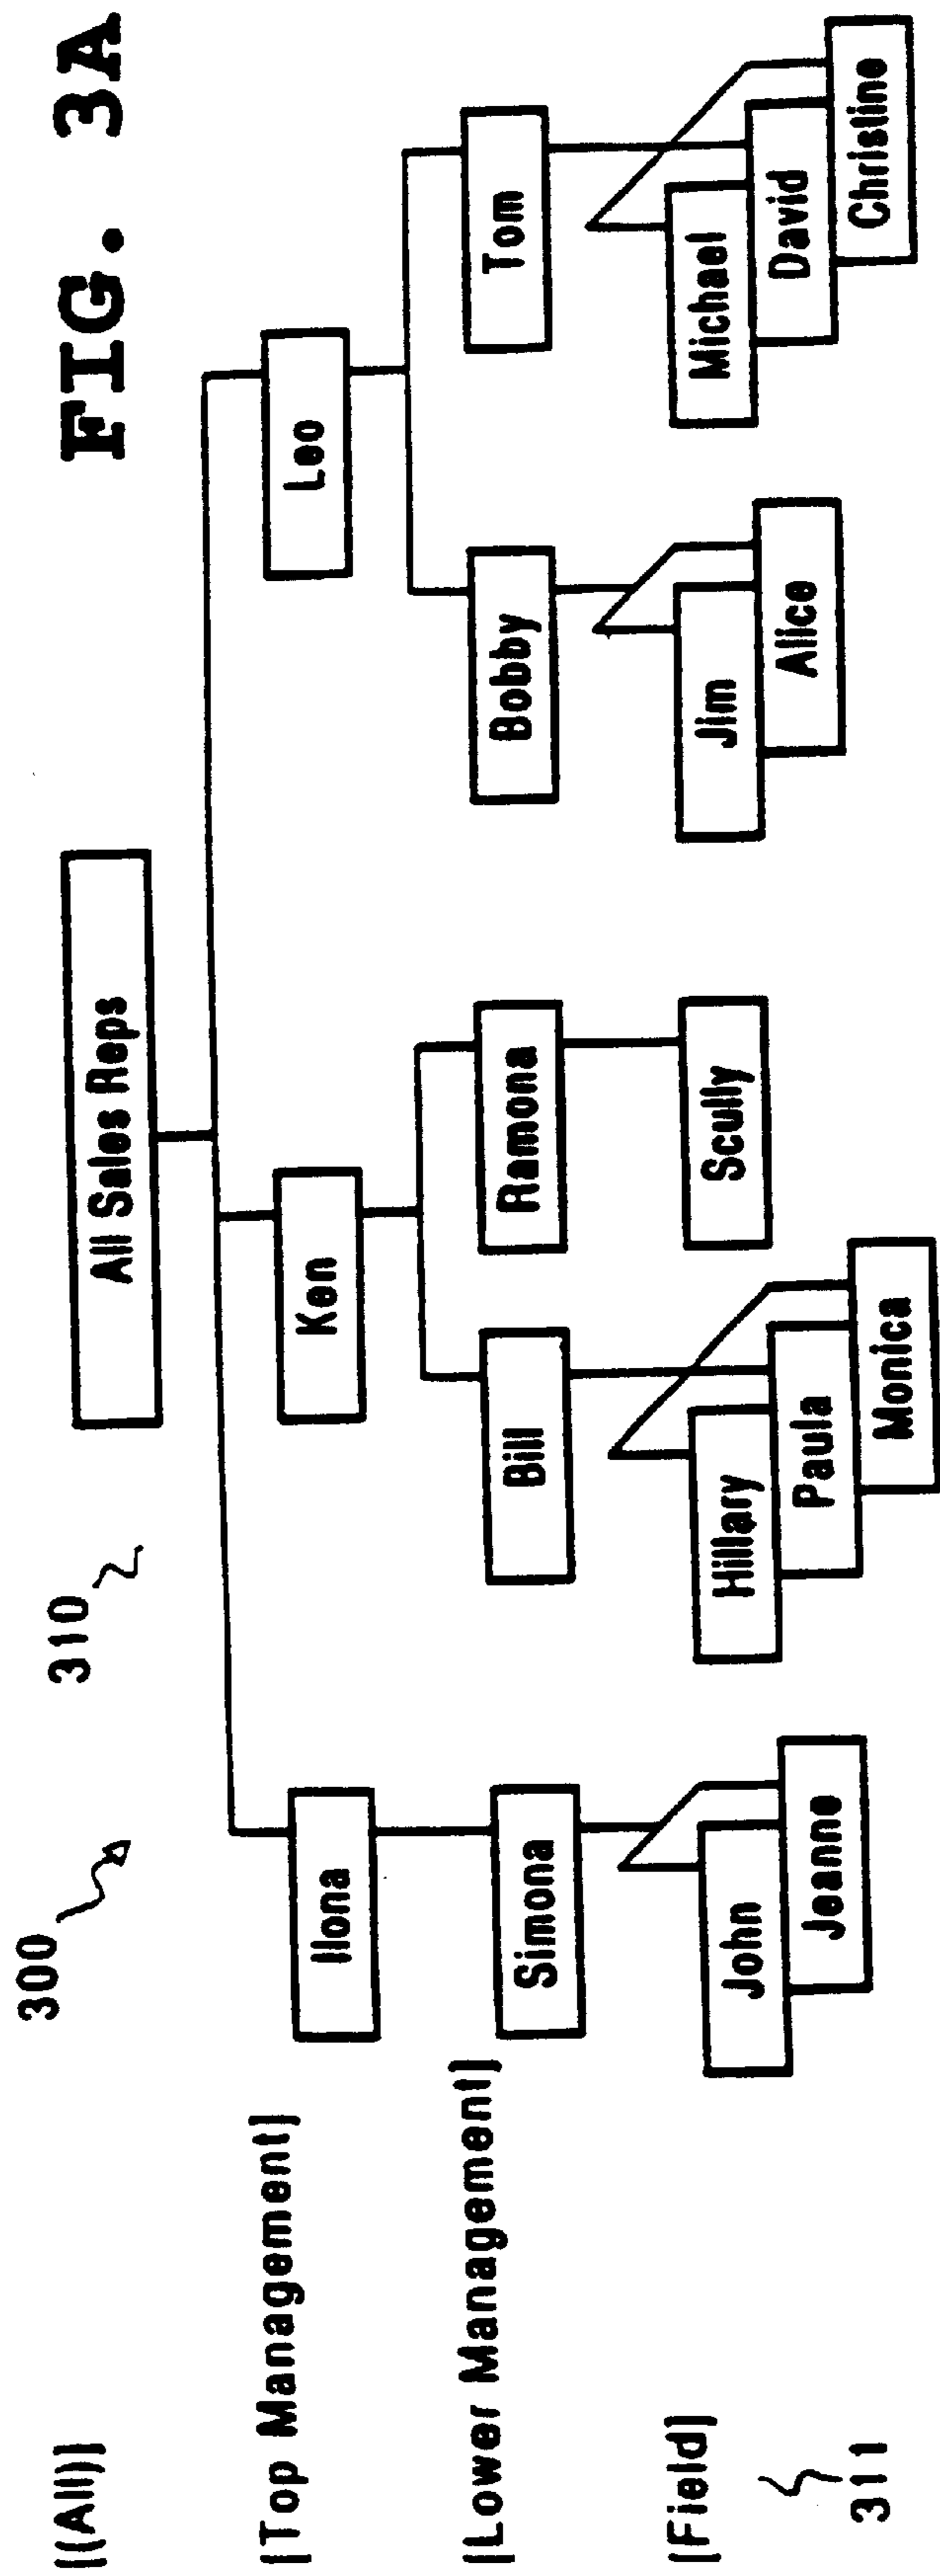 FIG. 3A
300
310
[(All)]
All Sales Reps
[Top Management]
Ilona
Ken
Leo
[Lower Management]
Simona
Bill
Ramona
Bobby
Tom
[Field]
John
Jeanne
Hillary
Paula
Monica
Scully
Jim
Alice
Michael
David
Christine
311